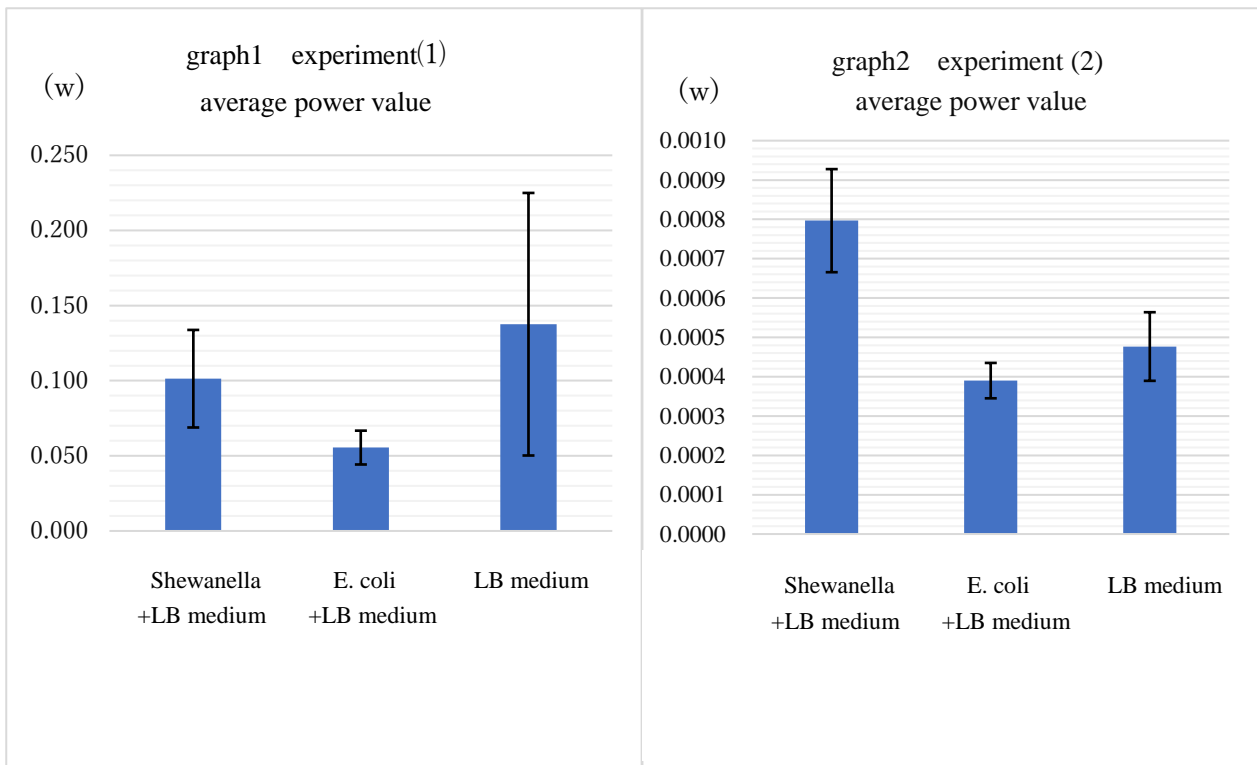 graph1 experiment(1)
(w)
average power value
0.250
0.200
0.150
0.100
0.050
0.000
Shewanella
+LB medium
E. coli
+LB medium
LB medium
graph2 experiment (2)
(w)
average power value
0.0010
0.0009
0.0008
0.0007
0.0006
0.0005
0.0004
0.0003
0.0002
0.0001
0.0000
Shewanella
+LB medium
E. coli
+LB medium
LB medium